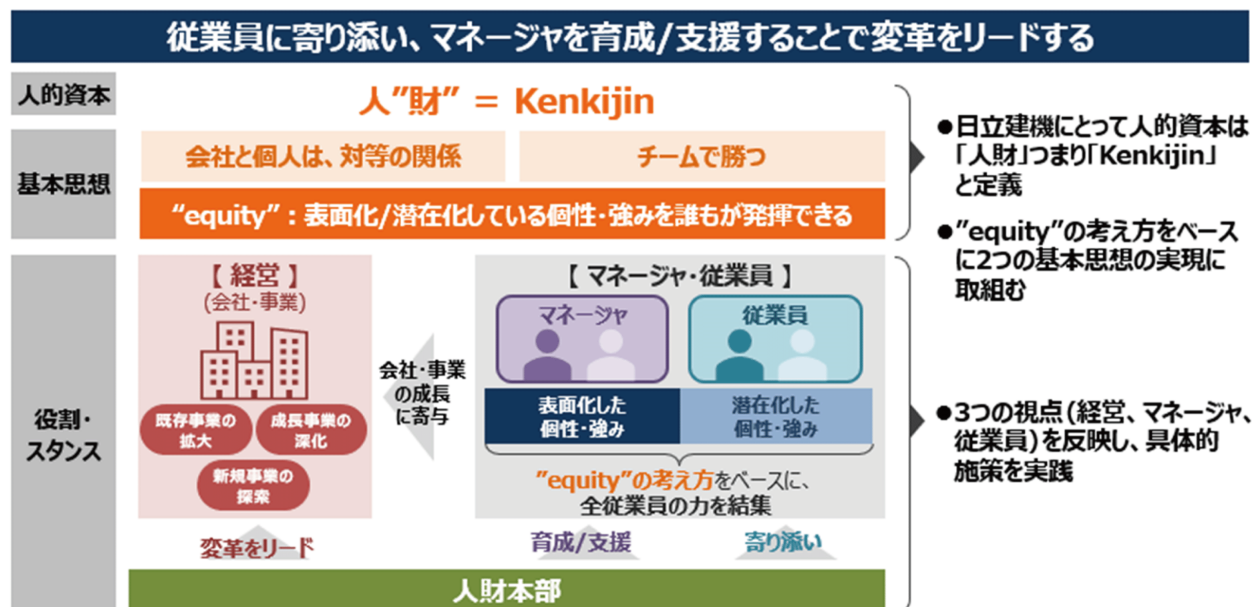 従業員に寄り添い、マネージャを育成/支援することで変革をリードする
人的資本
人”財” = Kenkijin
基本思想
会社と個人は、対等の関係
チームで勝つ
“equity”：表面化/潜在化している個性・強みを誰もが発揮できる
●日立建機にとって人的資本は
「人財」つまり「Kenkijin」
と定義
●”equity”の考え方をベース
に2つの基本思想の実現に
取組む
役割・
スタンス
【 経営 】
(会社・事業)
既存事業の
拡大
成長事業の
深化
新規事業の
探索
会社・事業
の成長
に寄与
【 マネージャ・従業員 】
マネージャ
従業員
表面化した
個性・強み
潜在化した
個性・強み
”equity”の考え方をベースに、
全従業員の力を結集
変革をリード
育成/支援
寄り添い
人財本部
●3つの視点（経営、マネージャ、
従業員）を反映し、具体的
施策を実践